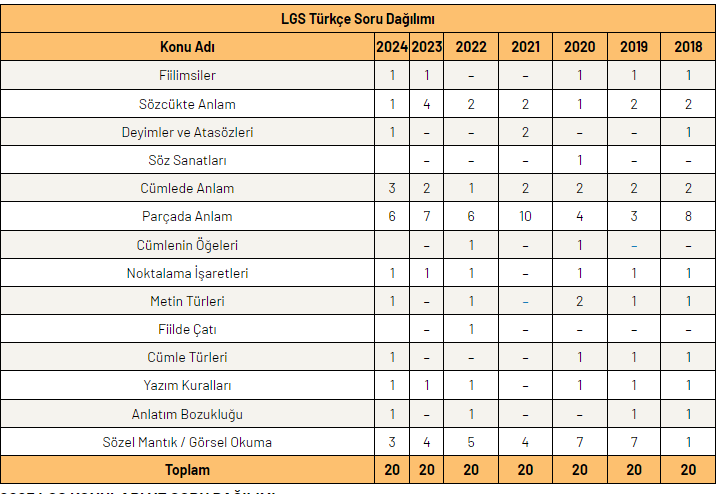 LGS Türkçe Soru Dağılımı
Konu Adı 2024 2023 2022 2021 2020 2019 2018
Fiilimsiler 1 1 – – 1 1 1
Sözcükte Anlam 1 4 2 2 1 2 2
Deyimler ve Atasözleri 1 – – 2 – – 1
Söz Sanatları – – – 1 – –
Cümlede Anlam 3 2 1 2 2 2 2
Parçada Anlam 6 7 6 10 4 3 8
Cümlenin Öğeleri – 1 – 1 – –
Noktalama İşaretleri 1 1 1 – 1 1 1
Metin Türleri 1 – 1 – 2 1 1
Fiilde Çatı – 1 – – – –
Cümle Türleri 1 – – – 1 1 1
Yazım Kuralları 1 1 1 – 1 1 1
Anlatım Bozukluğu 1 – 1 – – 1 1
Sözel Mantık / Görsel Okuma 3 4 5 4 7 7 1
Toplam 20 20 20 20 20 20 20